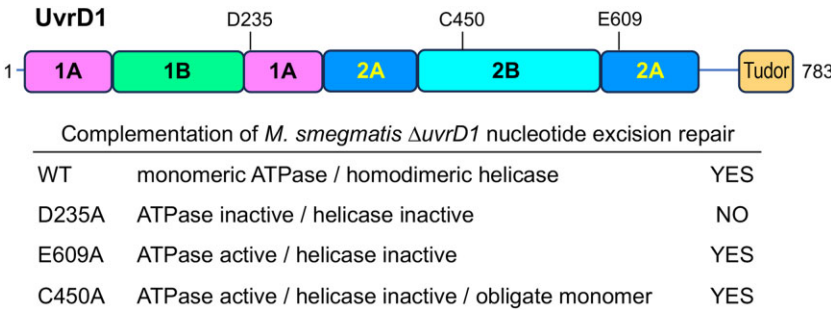 UvrD1 D235 C450 E609
1 1A 1B 1A 2A 2B 2A Tudor 783
Complementation of M. smegmatis ΔuvrD1 nucleotide excision repair
WT monomeric ATPase / homodimeric helicase YES
D235A ATPase inactive / helicase inactive NO
E609A ATPase active / helicase inactive YES
C450A ATPase active / helicase inactive / obligate monomer YES